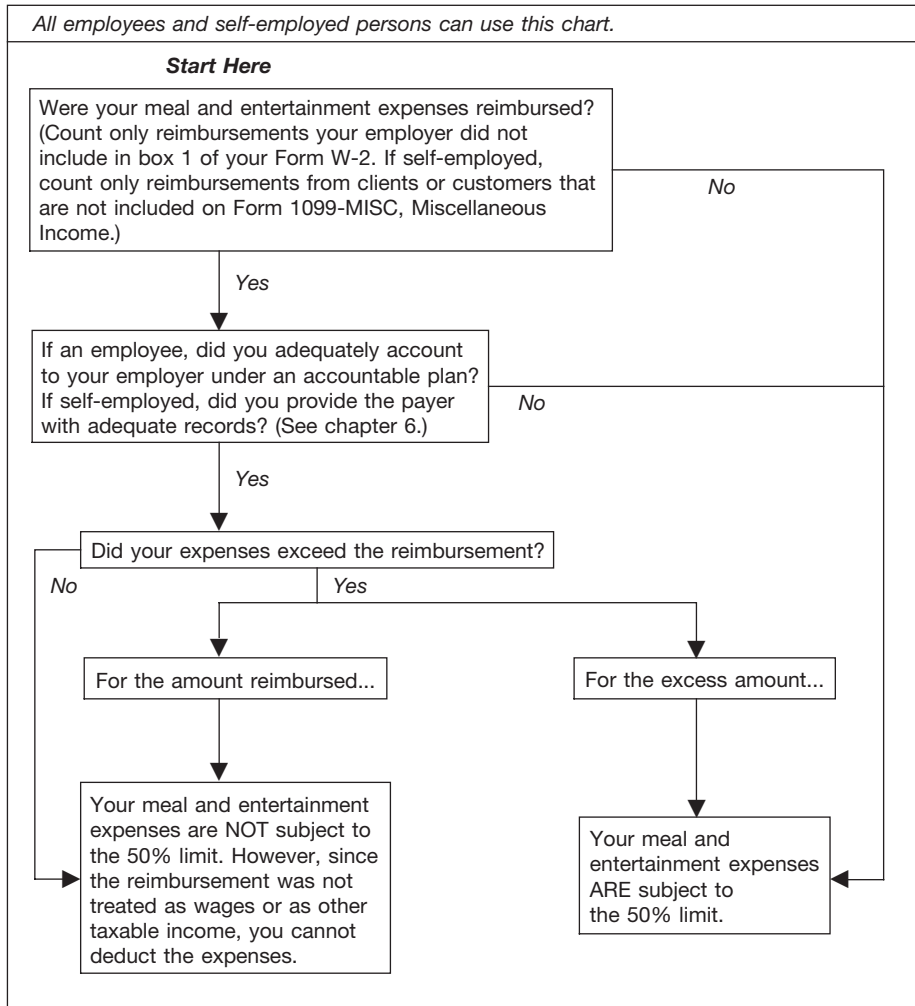 All employees and self-employed persons can use this chart.
Start Here
Were your meal and entertainment expenses reimbursed?
(Count only reimbursements your employer did not
include in box 1 of your Form W-2. If self-employed,
count only reimbursements from clients or customers that
are not included on Form 1099-MISC, Miscellaneous
Income.)
No
Yes
If an employee, did you adequately account
to your employer under an accountable plan?
If self-employed, did you provide the payer
with adequate records? (See chapter 6.)
No
Yes
Did your expenses exceed the reimbursement?
No
Yes
For the amount reimbursed...
For the excess amount...
Your meal and entertainment
expenses are NOT subject to
the 50% limit. However, since
the reimbursement was not
treated as wages or as other
taxable income, you cannot
deduct the expenses.
Your meal and
entertainment expenses
ARE subject to
the 50% limit.